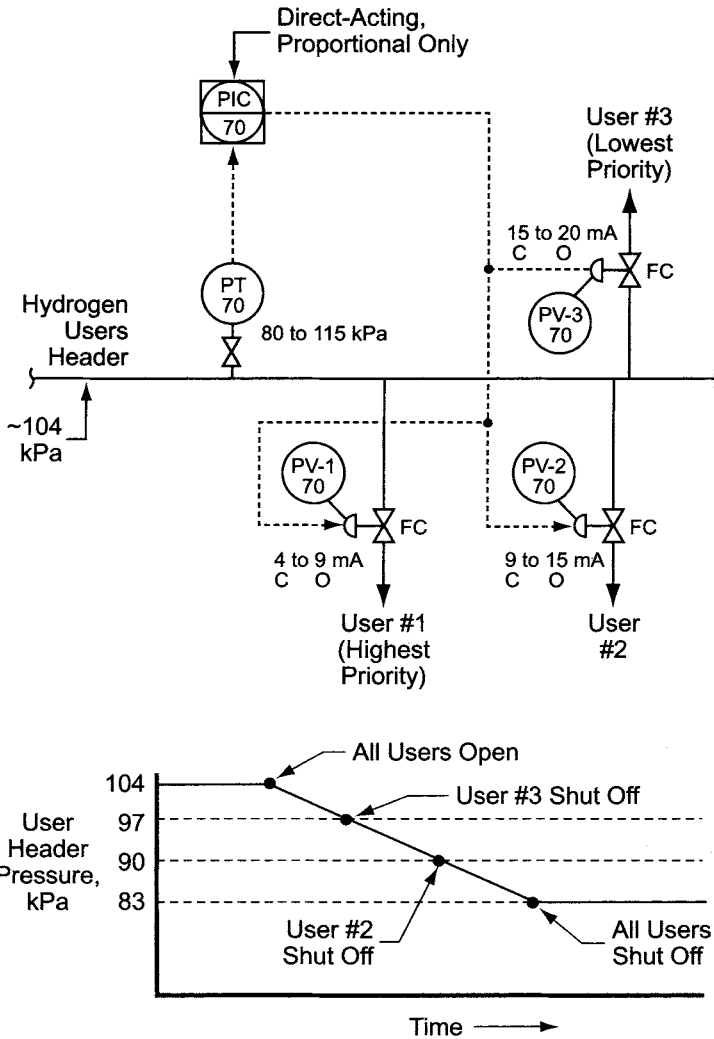 Direct-Acting,
Proportional Only
PIC
70
User #3
(Lowest
Priority)
15 to 20 mA
C O
FC
PT
70
PV-3
70
Hydrogen
Users
Header
80 to 115 kPa
~104
kPa
PV-1
70
PV-2
70
FC
FC
4 to 9 mA
C O
9 to 15 mA
C O
User #1
(Highest
Priority)
User
#2
All Users Open
104
User #3 Shut Off
97
User
Header
Pressure,
kPa
90
83
User #2
Shut Off
All Users
Shut Off
Time